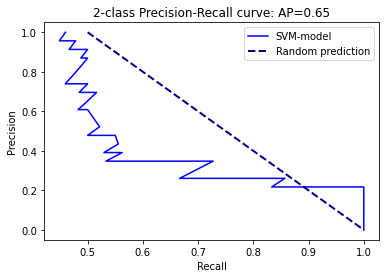 2-class Precision-Recall curve: AP=0.65
SVM-model
Random prediction
Precision
1.0
0.8
0.6
0.4
0.2
0.0
0.5 0.6 0.7 0.8 0.9 1.0
Recall